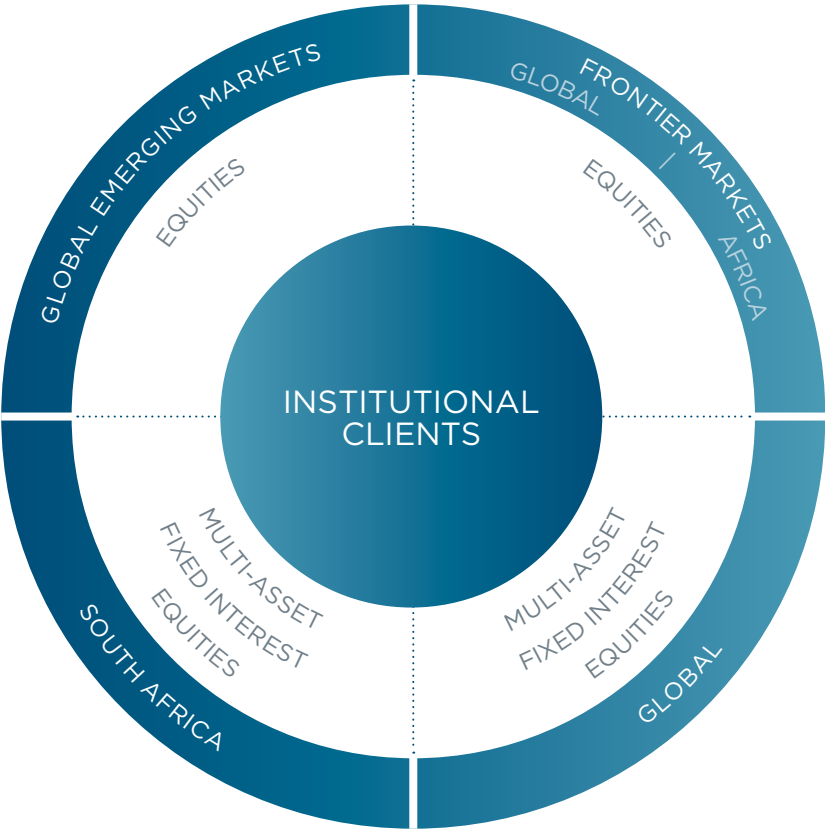 GLOBAL EMERGING MARKETS
EQUITIES
FRONTIER MARKETS
GLOBAL | AFRICA
EQUITIES
INSTITUTIONAL
CLIENTS
MULTI-ASSET
FIXED INTEREST
EQUITIES
SOUTH AFRICA
MULTI-ASSET
FIXED INTEREST
EQUITIES
GLOBAL